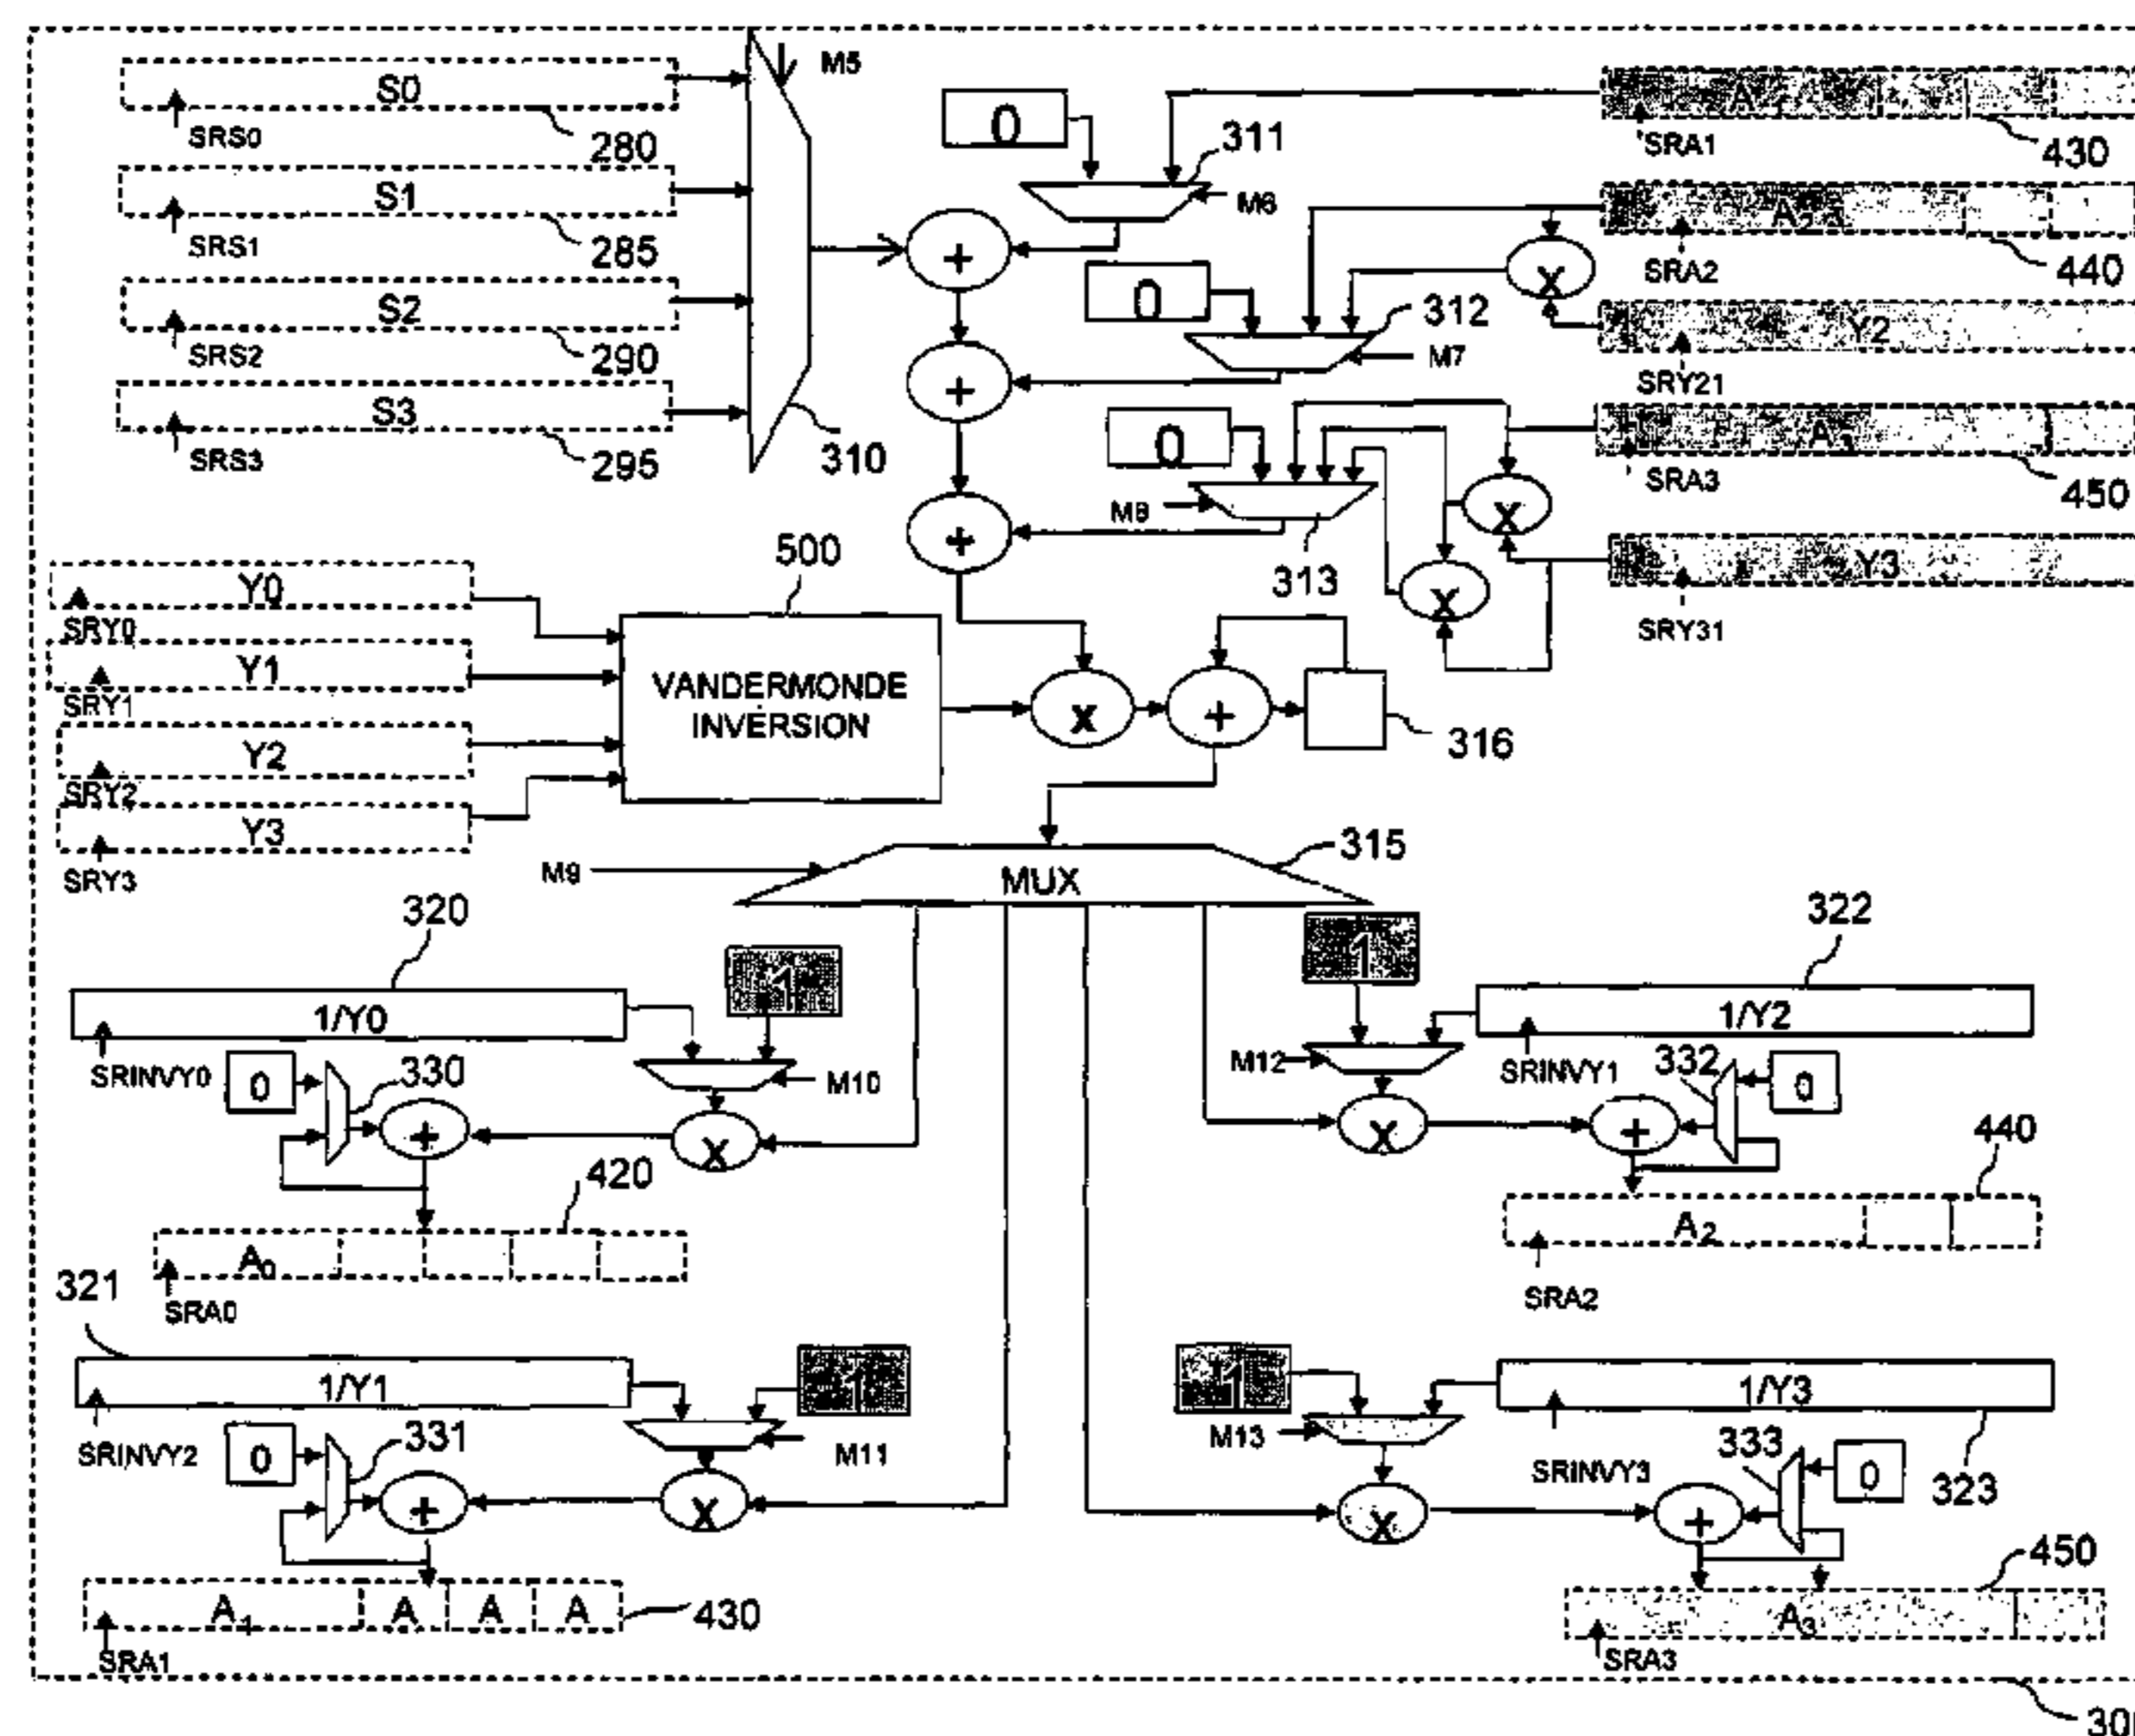 S0
SRS0
280
S1
SRS1
285
S2
SRS2
290
S3
SRS3
295
M5
310
0
311
M6
+
0
312
M7
+
0
M8
313
+
SRA1
430
A2
SRA2
440
x
Y2
SRY21
A3
SRA3
450
x
Y3
SRY31
x
Y0
SRY0
Y1
SRY1
Y2
SRY2
Y3
SRY3
500
VANDERMONDE
INVERSION
x
+
316
M9
MUX
315
320
1/Y0
SRINVY0
1
M10
0
330
+
x
420
A0
SRA0
321
1/Y1
SRINVY2
1
M11
0
331
+
x
A1
A
A
A
430
SRA1
1
322
1/Y2
SRINVY1
M12
332
0
x
+
440
A2
SRA2
1
1/Y3
M13
SRINVY3
333
0
323
x
+
450
A3
SRA3